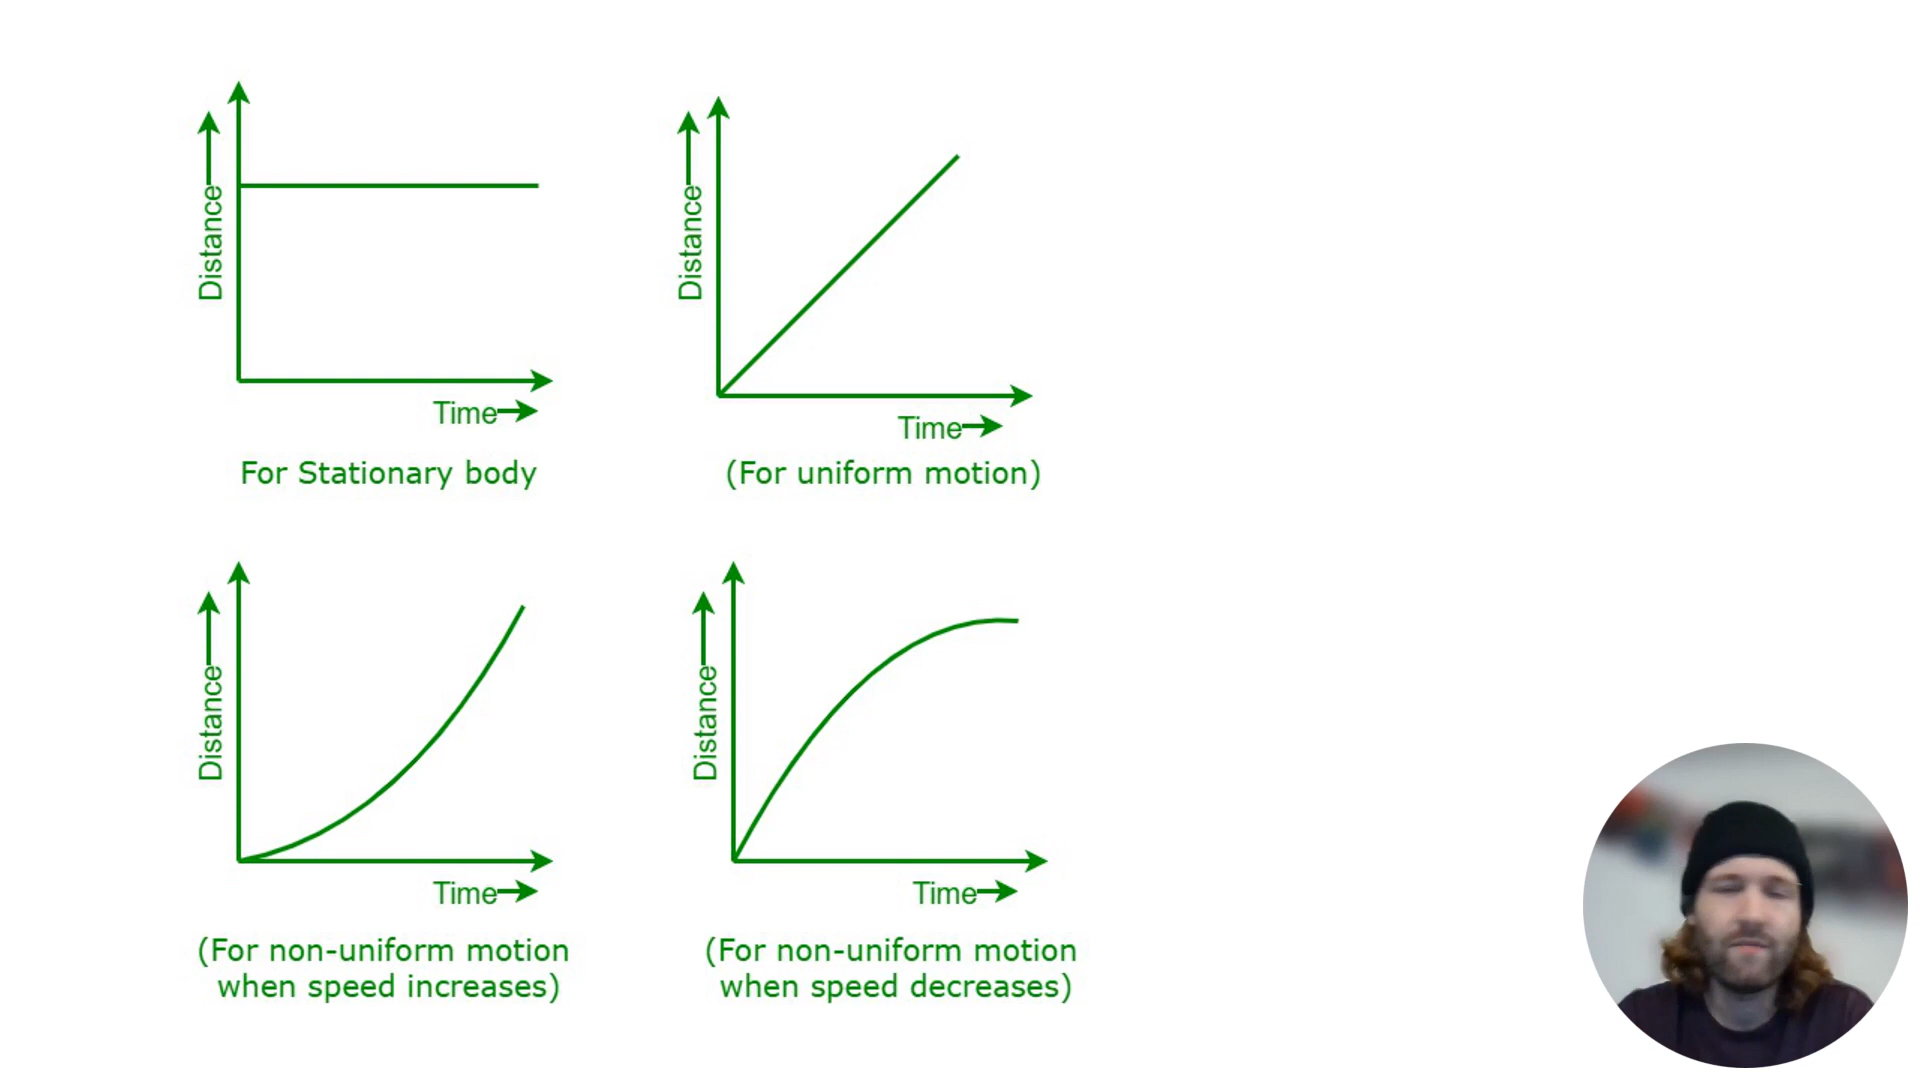 Distance
Time
For Stationary body
Distance
Time
(For uniform motion)
Distance
Time
(For non-uniform motion
when speed increases)
Distance
Time
(For non-uniform motion
when speed decreases)